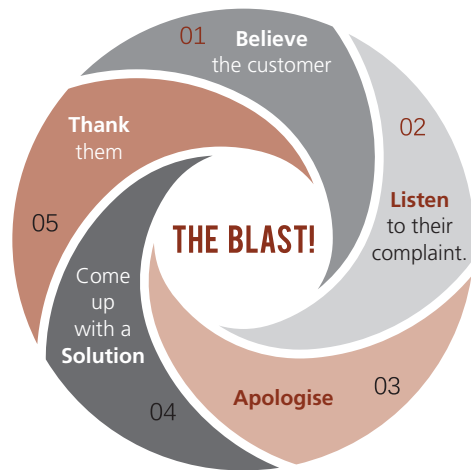 01 Believe
the customer
02
Listen
to their
complaint.
Apologise 03
Come
up
with a
Solution
04
Thank
them
05
THE BLAST!